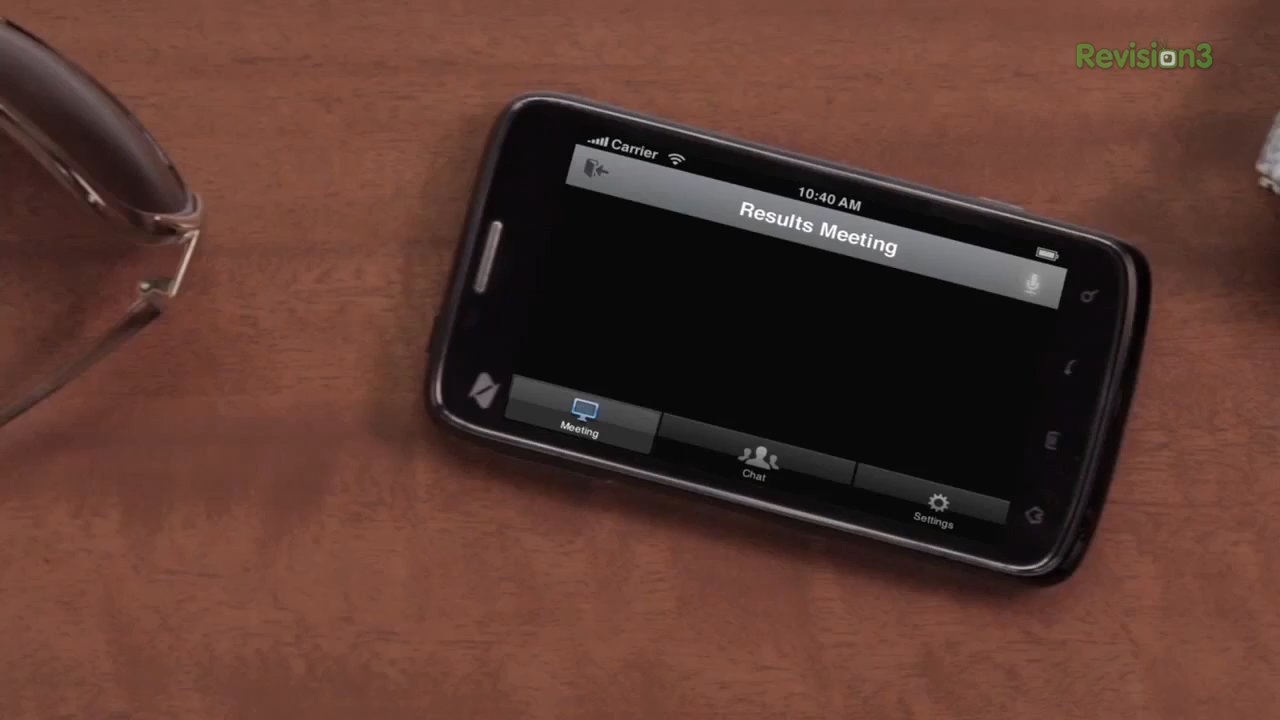 Revision3
Carrier
10:40 AM
Results Meeting
Meeting
Chat
Settings